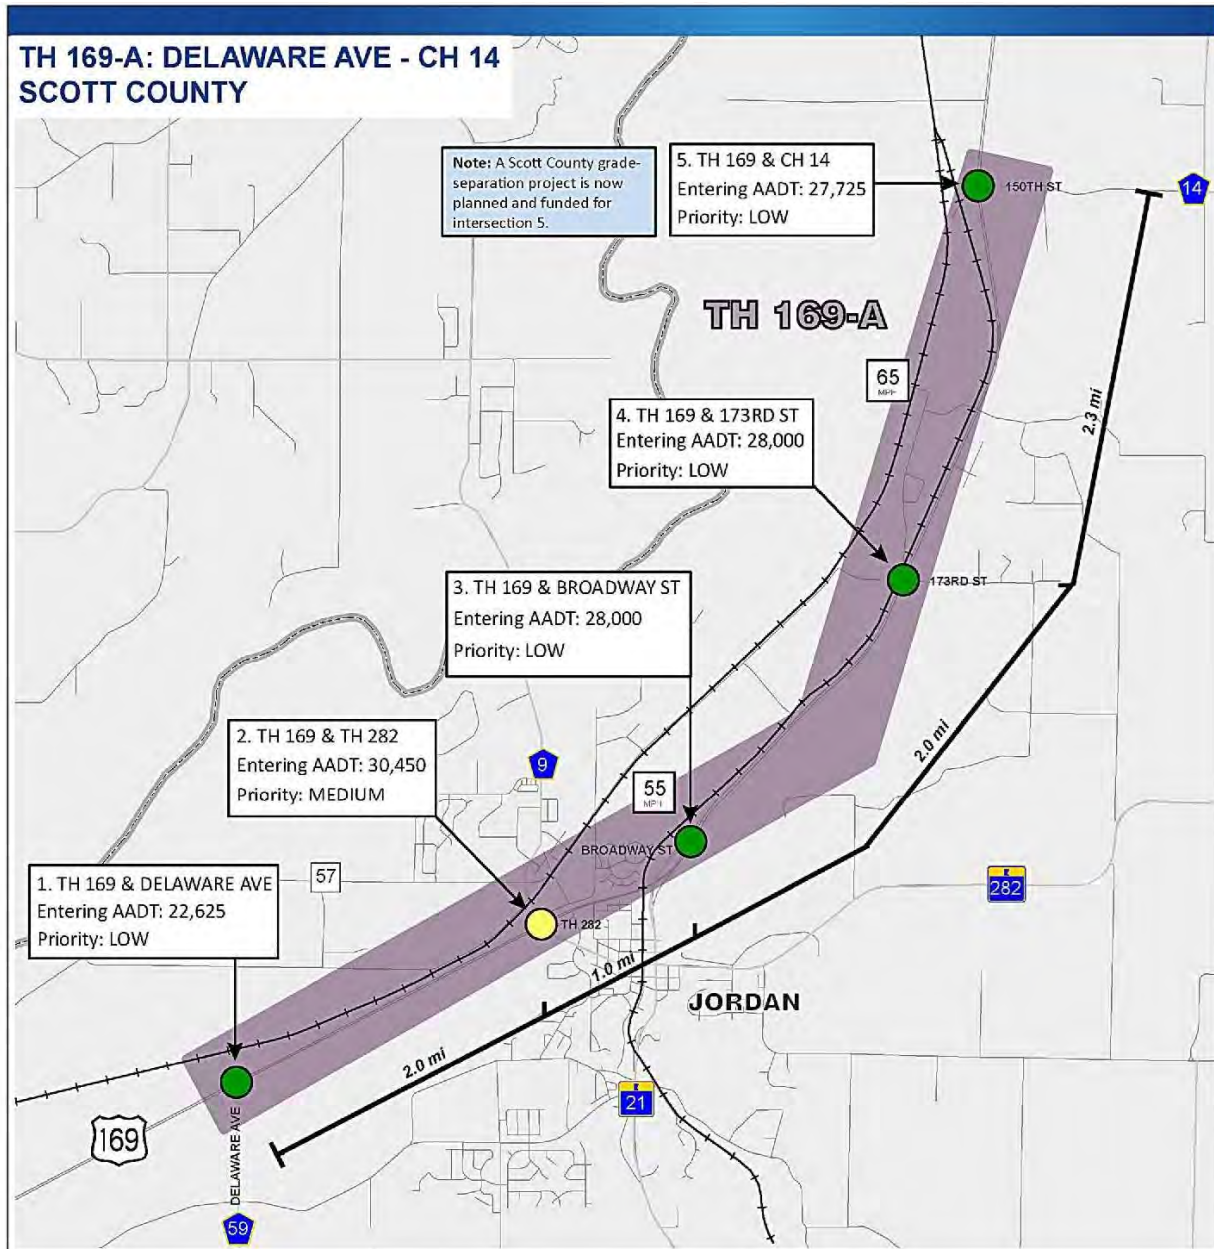 TH 169-A: DELAWARE AVE - CH 14
SCOTT COUNTY
Note: A Scott County grade-
separation project is now
planned and funded for
intersection 5.
5. TH 169 & CH 14
Entering AADT: 27,725
Priority: LOW
150TH ST
14
TH 169-A
65
MPH
2.3 mi
4. TH 169 & 173RD ST
Entering AADT: 28,000
Priority: LOW
173RD ST
3. TH 169 & BROADWAY ST
Entering AADT: 28,000
Priority: LOW
2.0 mi
2. TH 169 & TH 282
Entering AADT: 30,450
Priority: MEDIUM
9
55
MPH
BROADWAY ST
57
282
1. TH 169 & DELAWARE AVE
Entering AADT: 22,625
Priority: LOW
TH 282
1.0 mi
JORDAN
2.0 mi
21
169
DELAWARE AVE
59